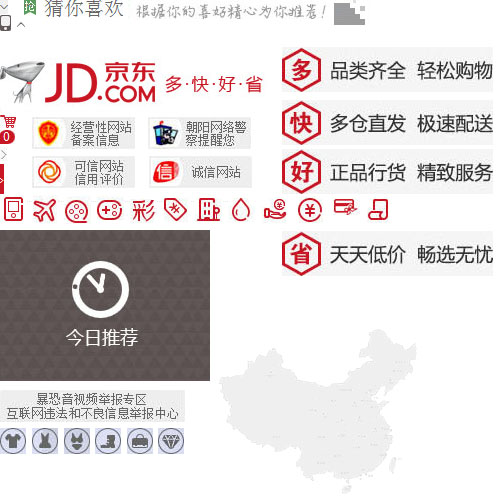 抢
猜你喜欢
根据你的喜好精心为你推荐!
JD.京东
.COM
多·快·好·省
多 品类齐全 轻松购物
快 多仓直发 极速配送
好 正品行货 精致服务
0
经营性网站
备案信息
朝阳网络警
察提醒您
可信网站
信用评价
诚信网站
彩
省 天天低价 畅选无忧
今日推荐
暴恐音视频举报专区
互联网违法和不良信息举报中心